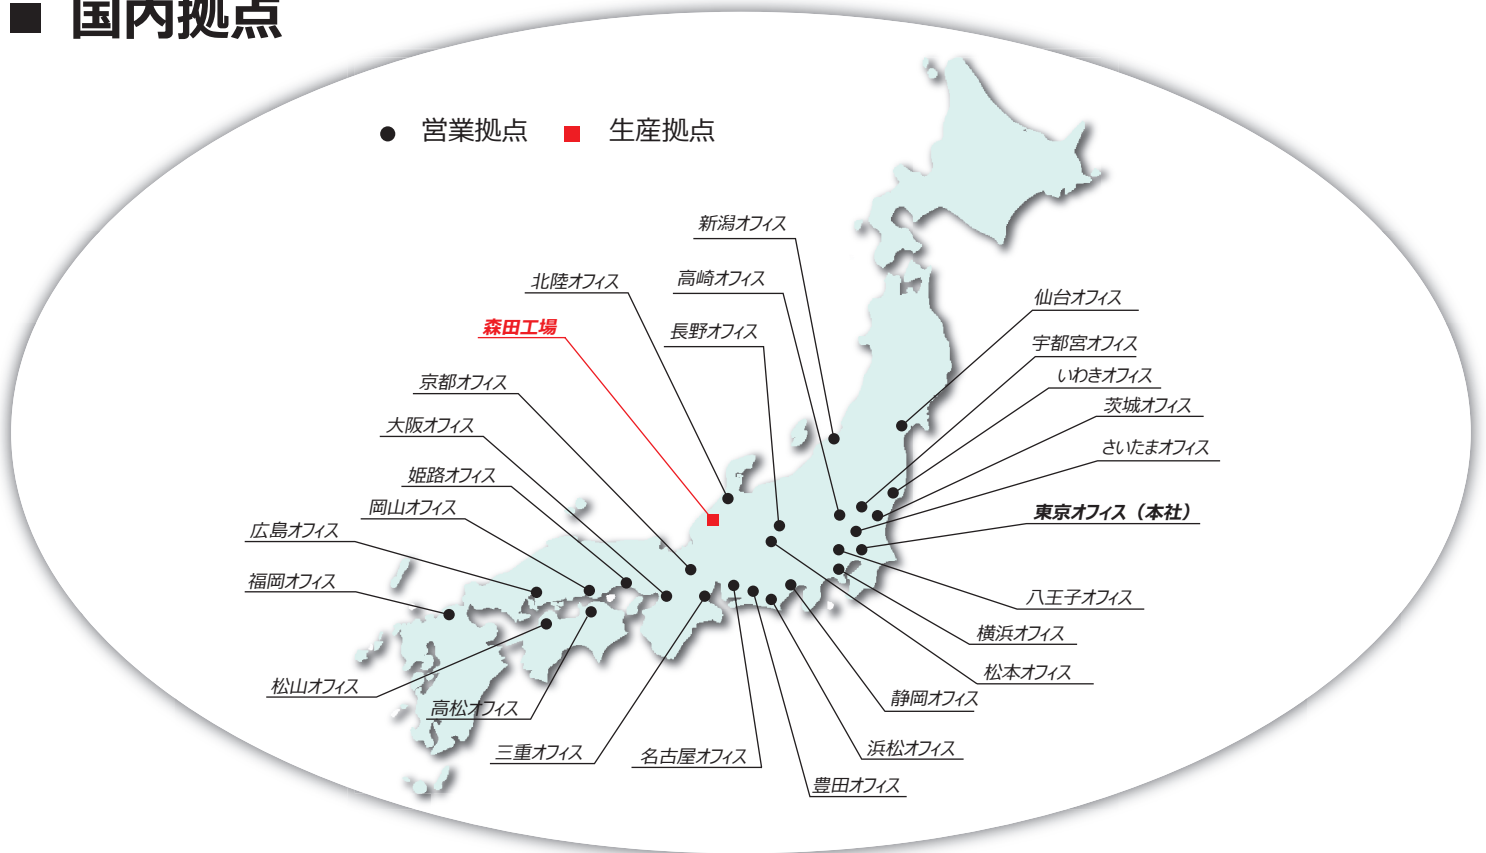 ■ 国内拠点
● 営業拠点 ■ 生産拠点
新潟オフィス
北陸オフィス
高崎オフィス
森田工場
長野オフィス
京都オフィス
大阪オフィス
姫路オフィス
岡山オフィス
広島オフィス
福岡オフィス
松山オフィス
高松オフィス
三重オフィス
名古屋オフィス
仙台オフィス
宇都宮オフィス
いわきオフィス
茨城オフィス
さいたまオフィス
東京オフィス（本社）
八王子オフィス
横浜オフィス
松本オフィス
静岡オフィス
浜松オフィス
豊田オフィス